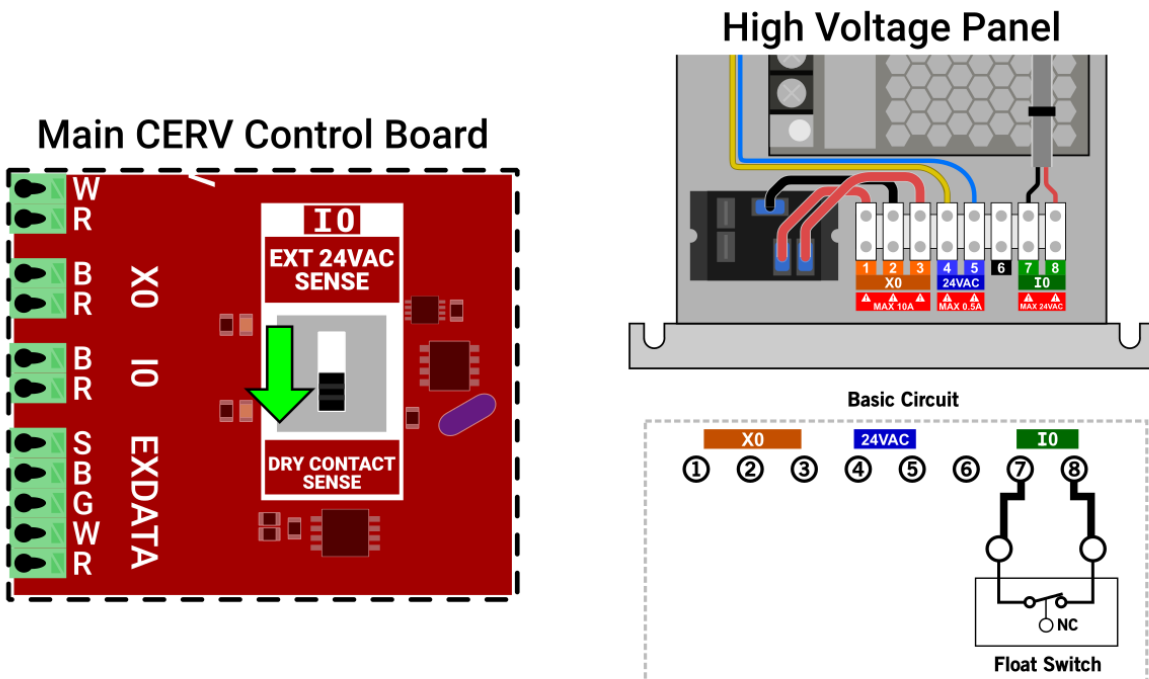 High Voltage Panel
Main CERV Control Board
W
R
B
R
X0
B
R
I0
S
B
G
W
R
EXDATA
I0
EXT 24VAC
SENSE
DRY CONTACT
SENSE
1 2 3 4 5 6 7 8
X0 24VAC I0
MAX 10A MAX 0.5A MAX 24VAC
Basic Circuit
X0 24VAC I0
① ② ③ ④ ⑤ ⑥ ⑦ ⑧
NC
Float Switch